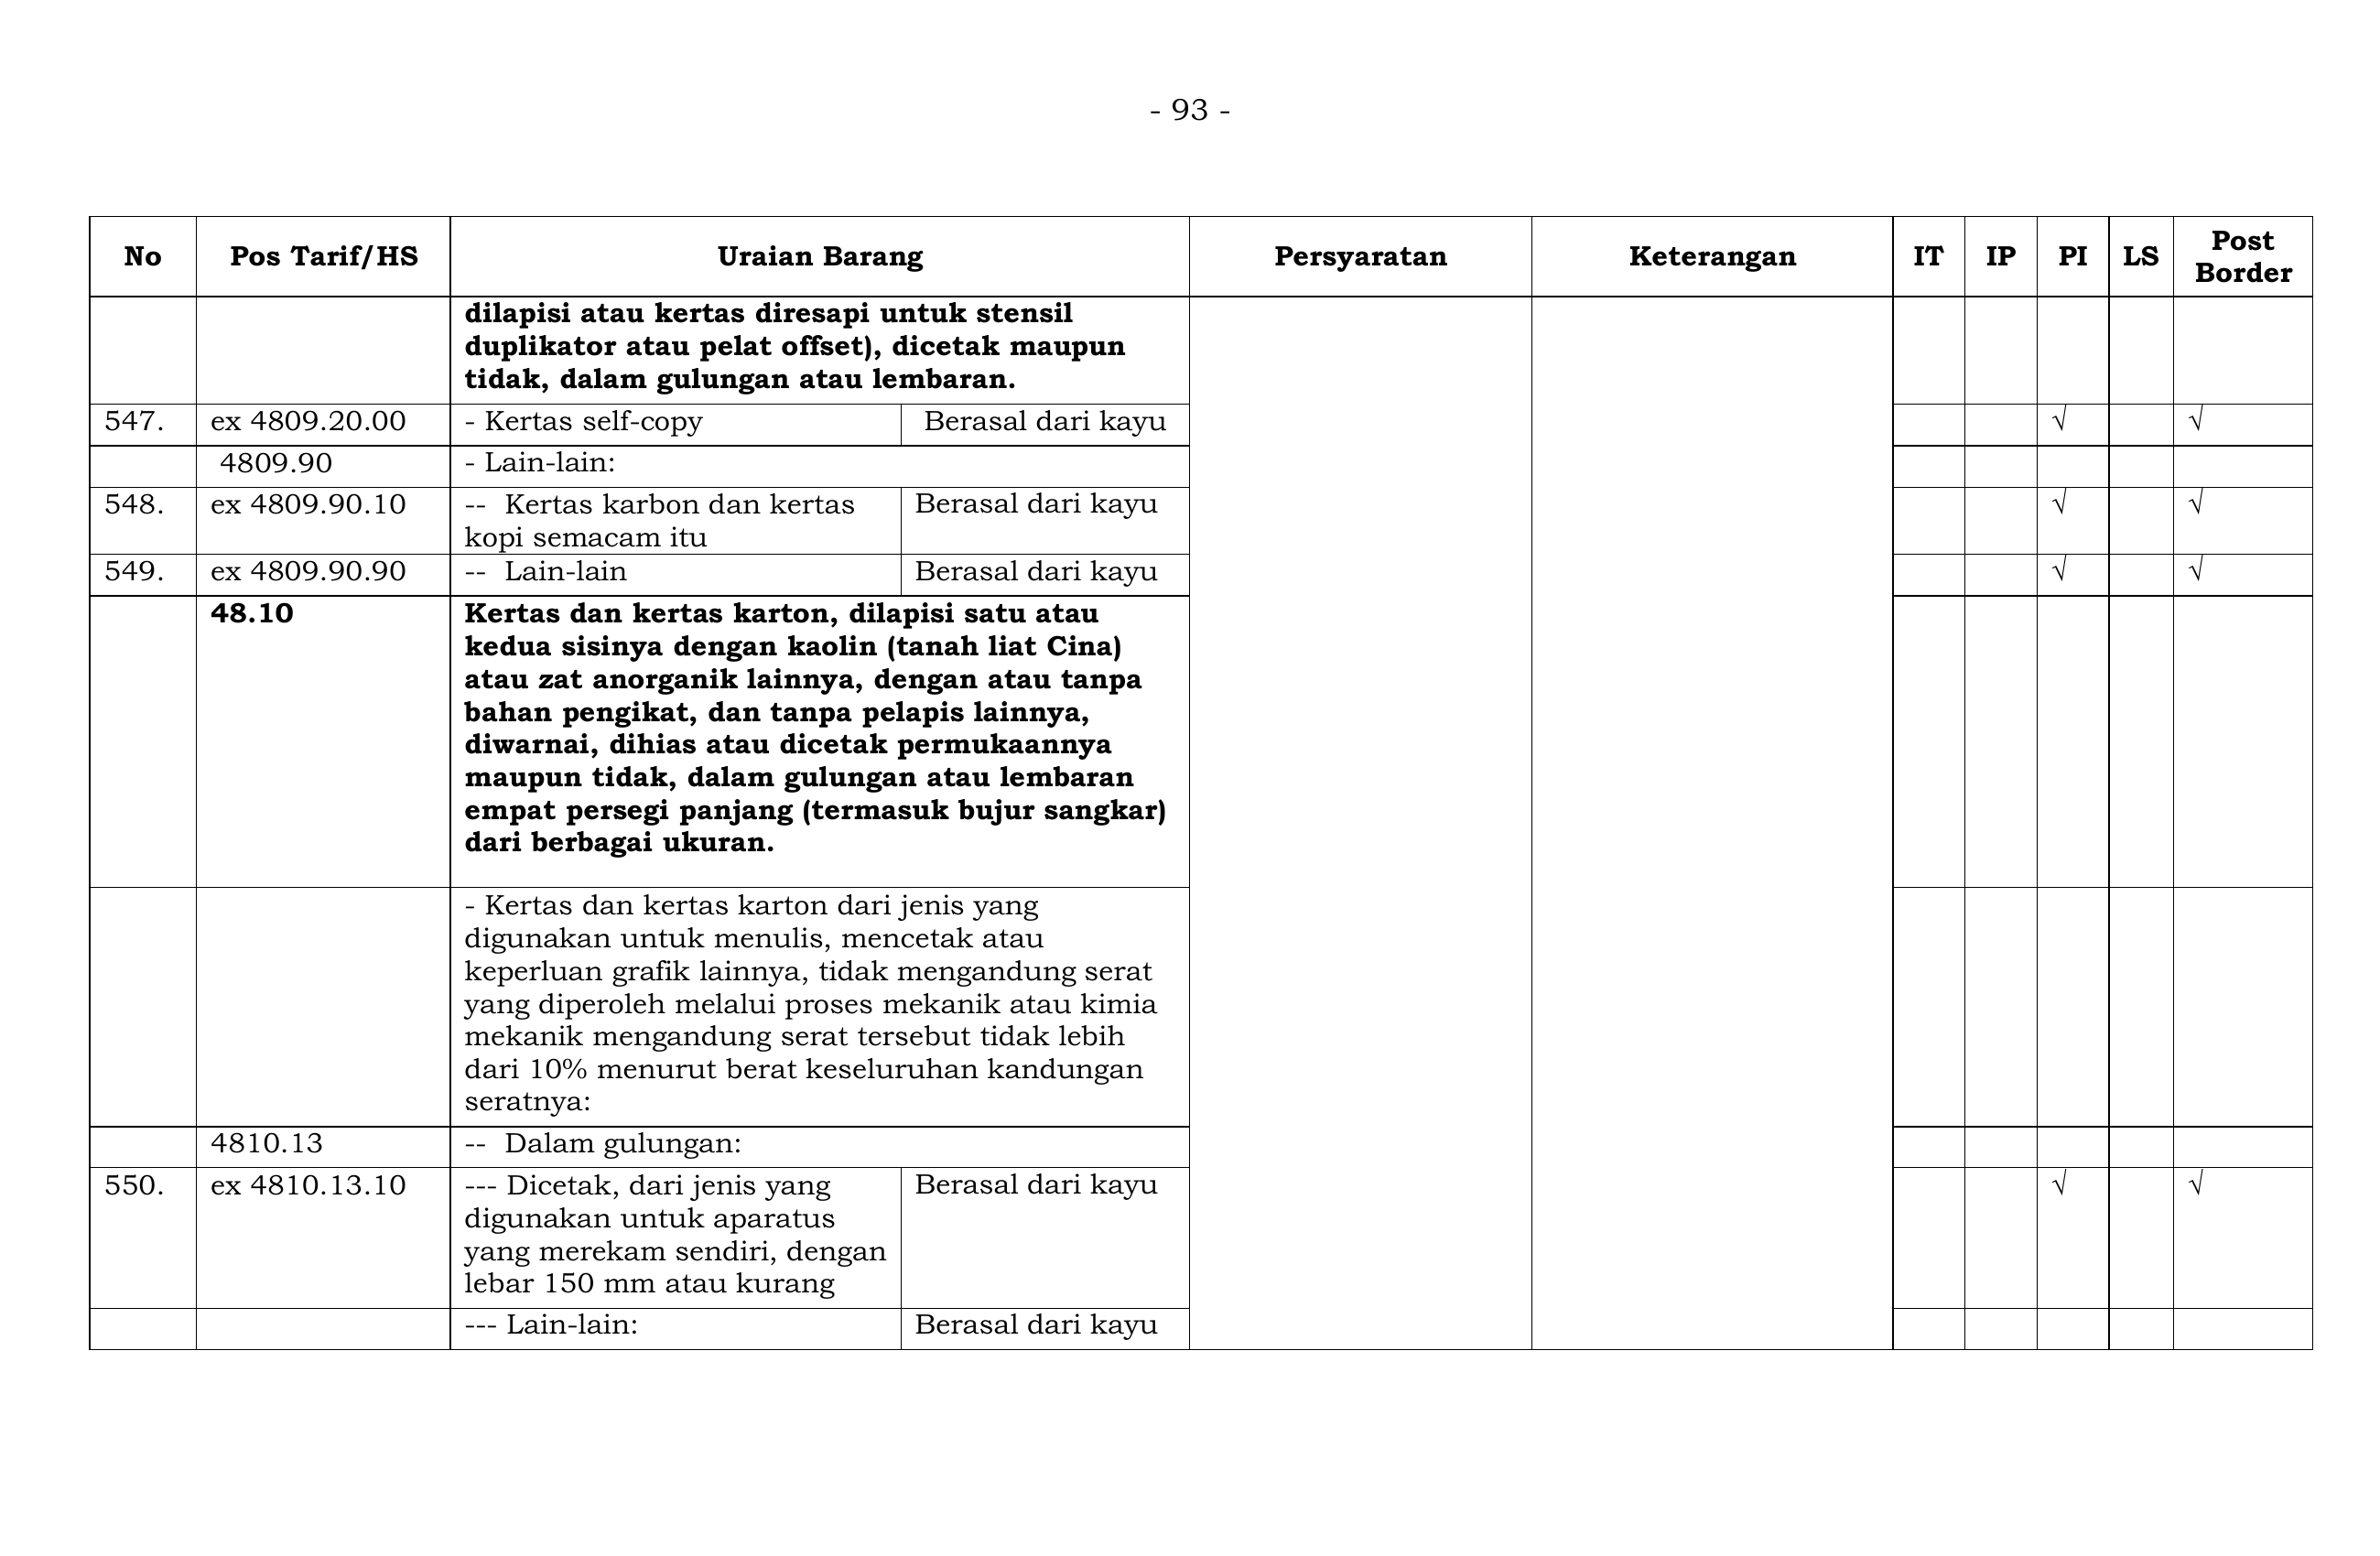 - 93 -
No Pos Tarif/HS Uraian Barang Persyaratan Keterangan IT IP PI LS Post Border
dilapisi atau kertas diresapi untuk stensil
duplikator atau pelat offset), dicetak maupun
tidak, dalam gulungan atau lembaran.
547. ex 4809.20.00 - Kertas self-copy Berasal dari kayu √ √
4809.90 - Lain-lain:
548. ex 4809.90.10 -- Kertas karbon dan kertas Berasal dari kayu √ √
kopi semacam itu
549. ex 4809.90.90 -- Lain-lain Berasal dari kayu √ √
48.10 Kertas dan kertas karton, dilapisi satu atau
kedua sisinya dengan kaolin (tanah liat Cina)
atau zat anorganik lainnya, dengan atau tanpa
bahan pengikat, dan tanpa pelapis lainnya,
diwarnai, dihias atau dicetak permukaannya
maupun tidak, dalam gulungan atau lembaran
empat persegi panjang (termasuk bujur sangkar)
dari berbagai ukuran.
- Kertas dan kertas karton dari jenis yang
digunakan untuk menulis, mencetak atau
keperluan grafik lainnya, tidak mengandung serat
yang diperoleh melalui proses mekanik atau kimia
mekanik mengandung serat tersebut tidak lebih
dari 10% menurut berat keseluruhan kandungan
seratnya:
4810.13 -- Dalam gulungan:
550. ex 4810.13.10 --- Dicetak, dari jenis yang Berasal dari kayu √ √
digunakan untuk aparatus
yang merekam sendiri, dengan
lebar 150 mm atau kurang
--- Lain-lain: Berasal dari kayu